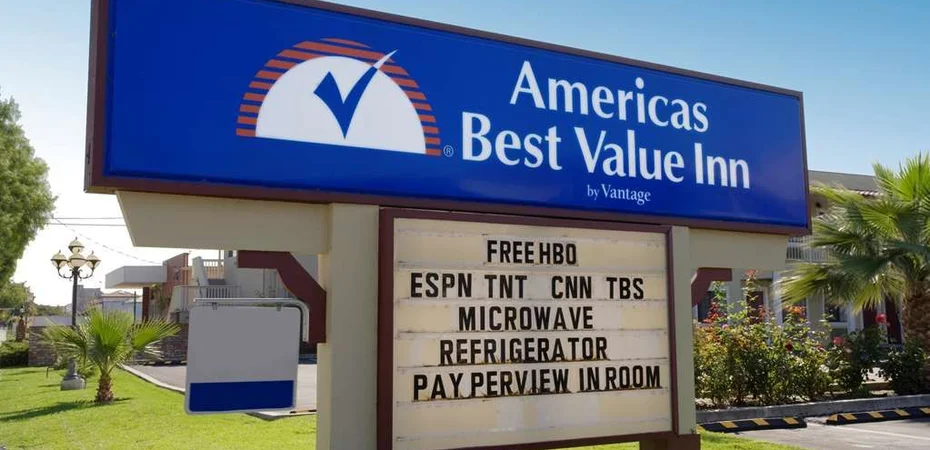 Americas
Best Value Inn
®
by Vantage
FREE HBO
ESPN TNT CNN TBS
MICROWAVE
REFRIGERATOR
PAY PERVIEW IN ROOM